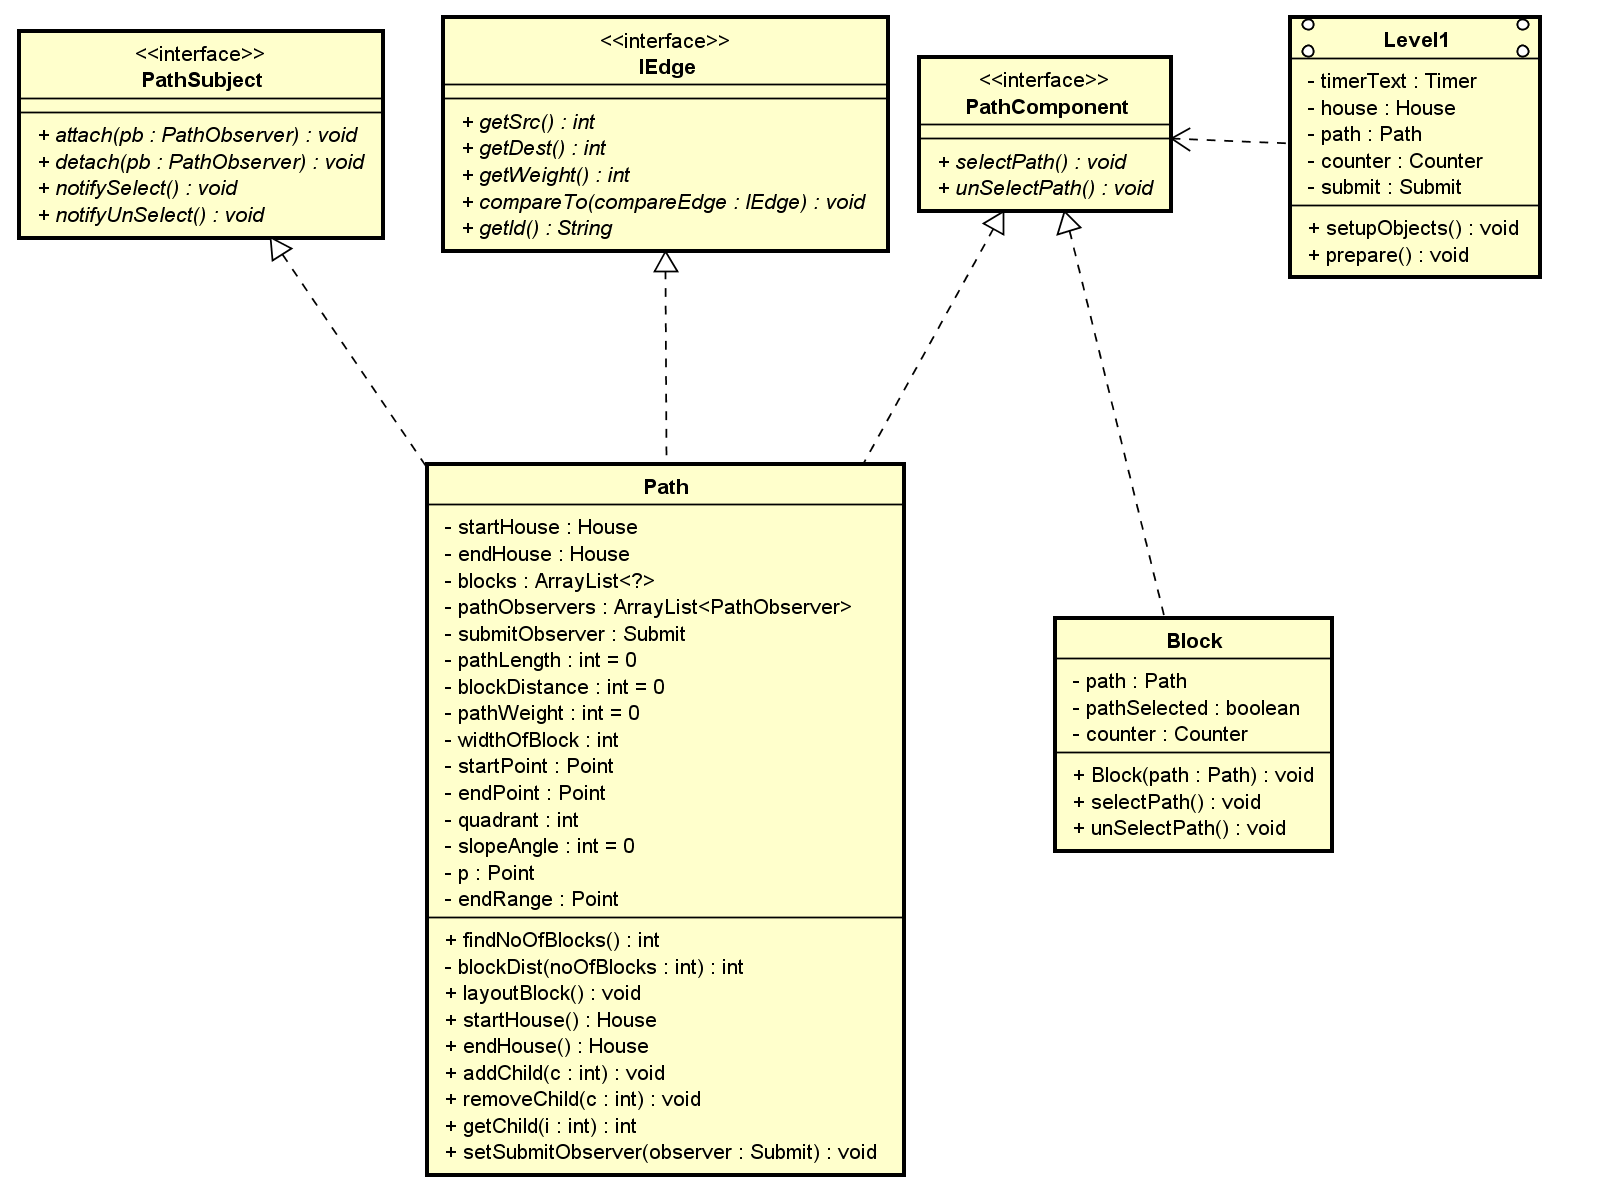 <<interface>>
PathSubject
+ attach(pb : PathObserver) : void
+ detach(pb : PathObserver) : void
+ notifySelect() : void
+ notifyUnSelect() : void
<<interface>>
IEdge
+ getSrc() : int
+ getDest() : int
+ getWeight() : int
+ compareTo(compareEdge : IEdge) : void
+ getId() : String
<<interface>>
PathComponent
+ selectPath() : void
+ unSelectPath() : void
Level1
- timerText : Timer
- house : House
- path : Path
- counter : Counter
- submit : Submit
+ setupObjects() : void
+ prepare() : void
Path
- startHouse : House
- endHouse : House
- blocks : ArrayList<?>
- pathObservers : ArrayList<PathObserver>
- submitObserver : Submit
- pathLength : int = 0
- blockDistance : int = 0
- pathWeight : int = 0
- widthOfBlock : int
- startPoint : Point
- endPoint : Point
- quadrant : int
- slopeAngle : int = 0
- p : Point
- endRange : Point
+ findNoOfBlocks() : int
- blockDist(noOfBlocks : int) : int
+ layoutBlock() : void
+ startHouse() : House
+ endHouse() : House
+ addChild(c : int) : void
+ removeChild(c : int) : void
+ getChild(i : int) : int
+ setSubmitObserver(observer : Submit) : void
Block
- path : Path
- pathSelected : boolean
- counter : Counter
+ Block(path : Path) : void
+ selectPath() : void
+ unSelectPath() : void